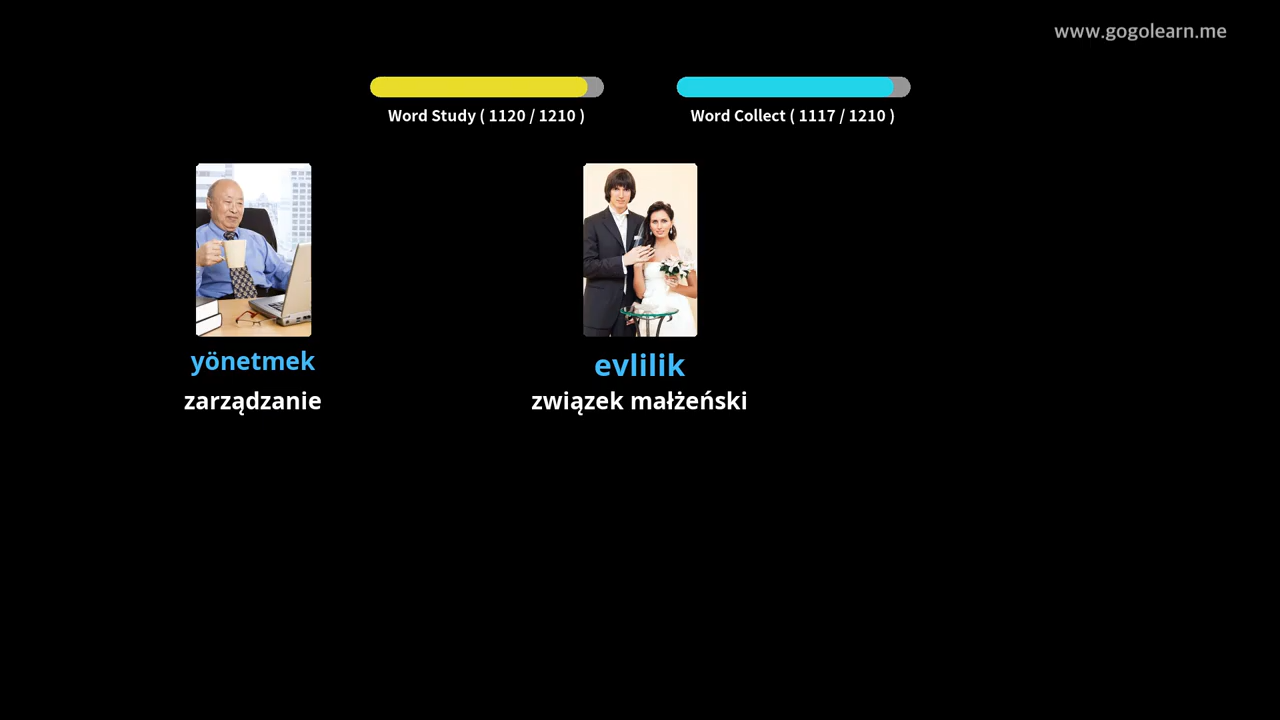 www.gogolearn.me
Word Study ( 1120 / 1210 )
Word Collect ( 1117 / 1210 )
yönetmek
zarządzanie
evlilik
związek małżeński